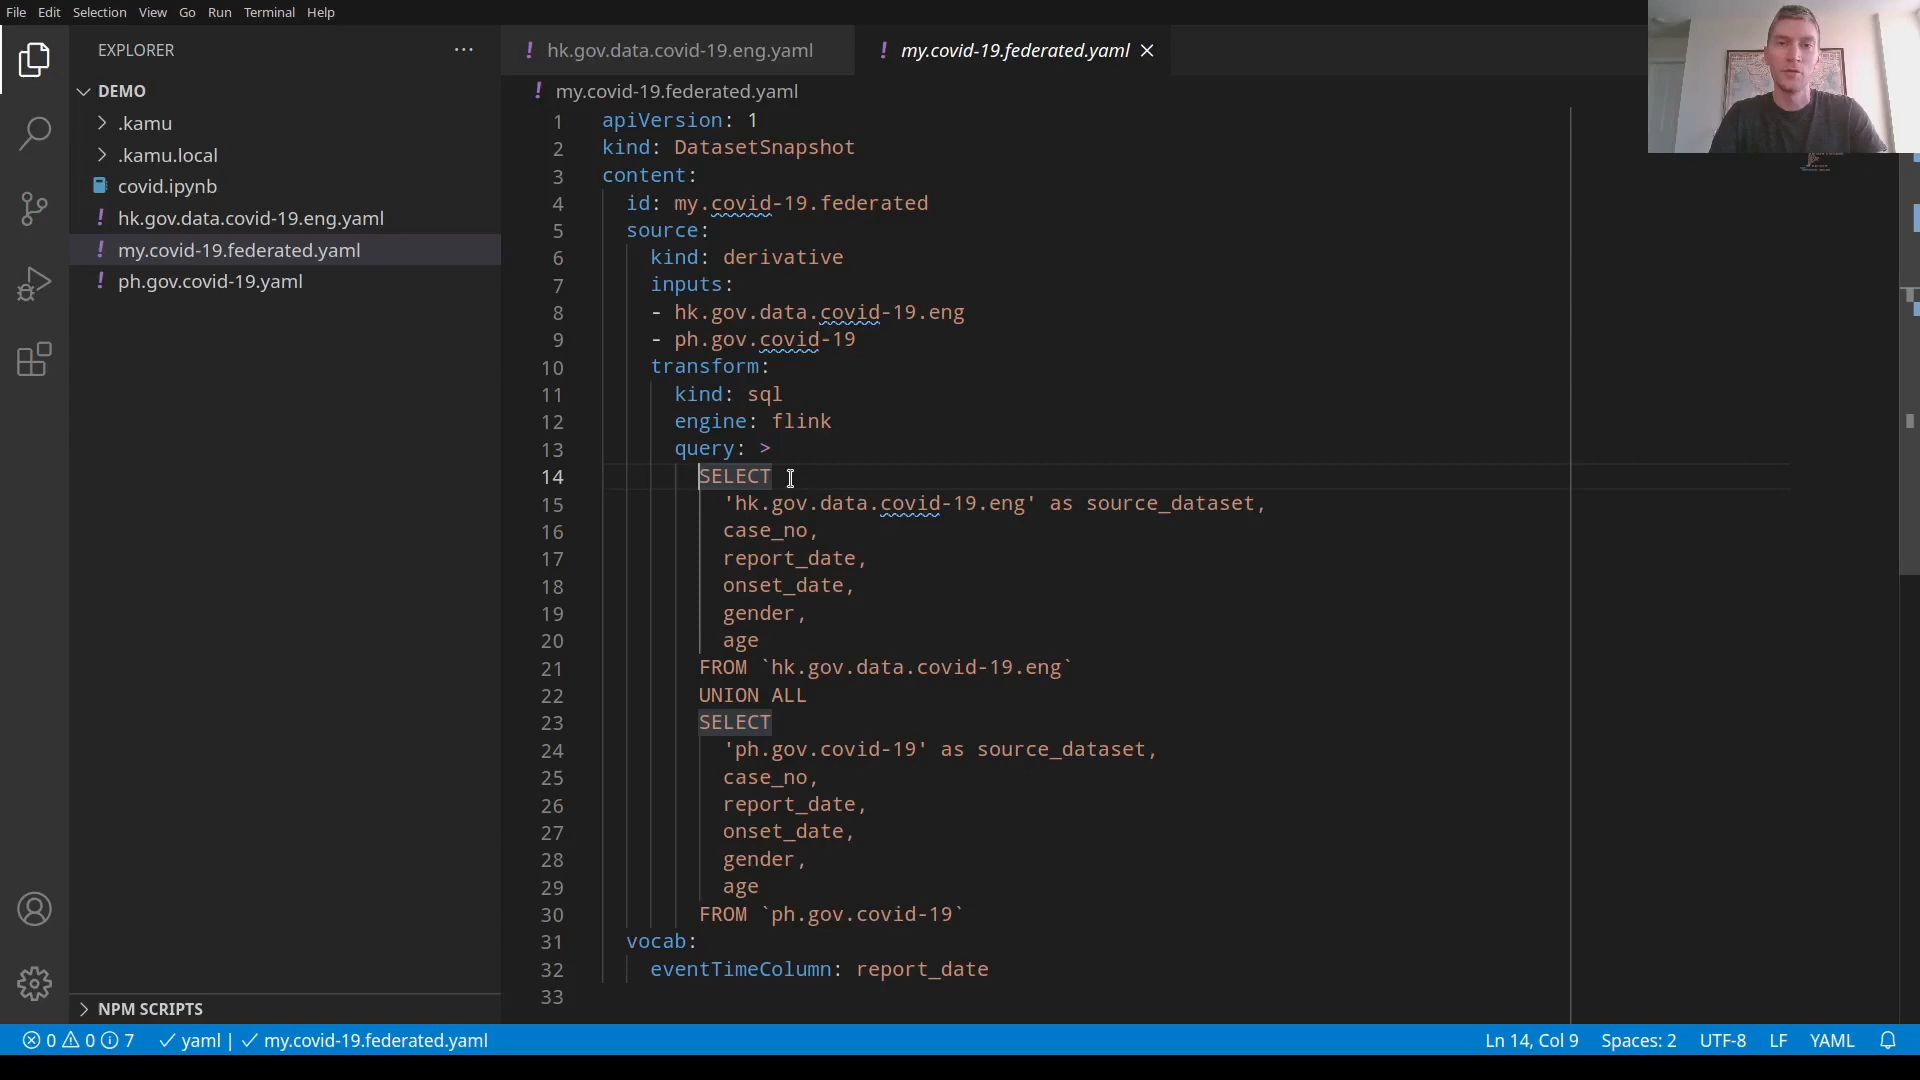 File Edit Selection View Go Run Terminal Help
EXPLORER
DEMO
.kamu
.kamu.local
covid.ipynb
! hk.gov.data.covid-19.eng.yaml
! my.covid-19.federated.yaml
! ph.gov.covid-19.yaml
NPM SCRIPTS
! hk.gov.data.covid-19.eng.yaml ! my.covid-19.federated.yaml
! my.covid-19.federated.yaml
1 apiVersion: 1
2 kind: DatasetSnapshot
3 content:
4 id: my.covid-19.federated
5 source:
6 kind: derivative
7 inputs:
8 - hk.gov.data.covid-19.eng
9 - ph.gov.covid-19
10 transform:
11 kind: sql
12 engine: flink
13 query: >
14 SELECT
15 'hk.gov.data.covid-19.eng' as source_dataset,
16 case_no,
17 report_date,
18 onset_date,
19 gender,
20 age
21 FROM `hk.gov.data.covid-19.eng`
22 UNION ALL
23 SELECT
24 'ph.gov.covid-19' as source_dataset,
25 case_no,
26 report_date,
27 onset_date,
28 gender,
29 age
30 FROM `ph.gov.covid-19`
31 vocab:
32 eventTimeColumn: report_date
33
0 0 7 yaml | my.covid-19.federated.yaml Ln 14, Col 9 Spaces: 2 UTF-8 LF YAML